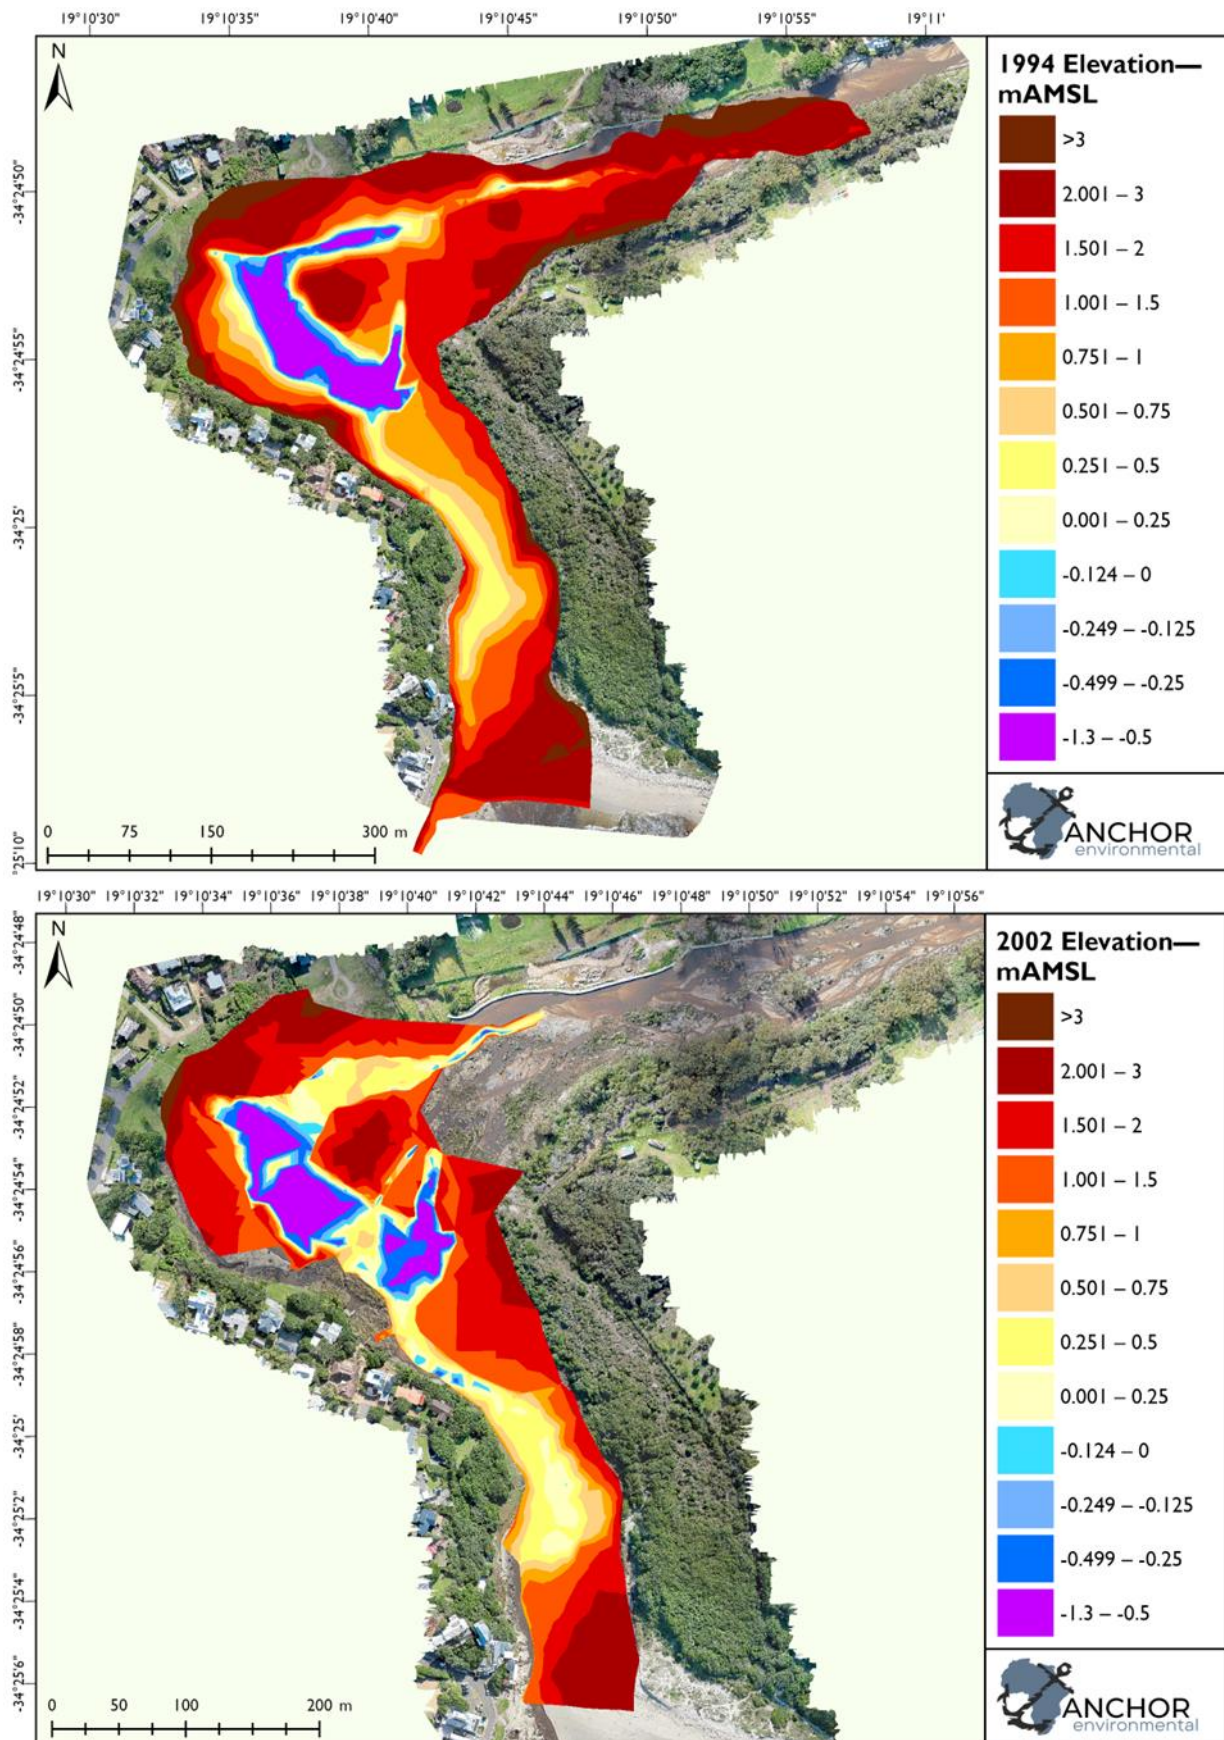 19°10'30" 19°10'35" 19°10'40" 19°10'45" 19°10'50" 19°10'55" 19°11'
N
-34°24'50"
-34°24'55"
-34°25'
-34°25'5"
°25'10"
0 75 150 300 m
1994 Elevation—
mAMSL
>3
2.001 – 3
1.501 – 2
1.001 – 1.5
0.751 – 1
0.501 – 0.75
0.251 – 0.5
0.001 – 0.25
-0.124 – 0
-0.249 – -0.125
-0.499 – -0.25
-1.3 – -0.5
ANCHOR
environmental
19°10'30" 19°10'32" 19°10'34" 19°10'36" 19°10'38" 19°10'40" 19°10'42" 19°10'44" 19°10'46" 19°10'48" 19°10'50" 19°10'52" 19°10'54" 19°10'56"
N
-34°24'48"
-34°24'50"
-34°24'52"
-34°24'54"
-34°24'56"
-34°24'58"
-34°25'
-34°25'2"
-34°25'4"
-34°25'6"
0 50 100 200 m
2002 Elevation—
mAMSL
>3
2.001 – 3
1.501 – 2
1.001 – 1.5
0.751 – 1
0.501 – 0.75
0.251 – 0.5
0.001 – 0.25
-0.124 – 0
-0.249 – -0.125
-0.499 – -0.25
-1.3 – -0.5
ANCHOR
environmental